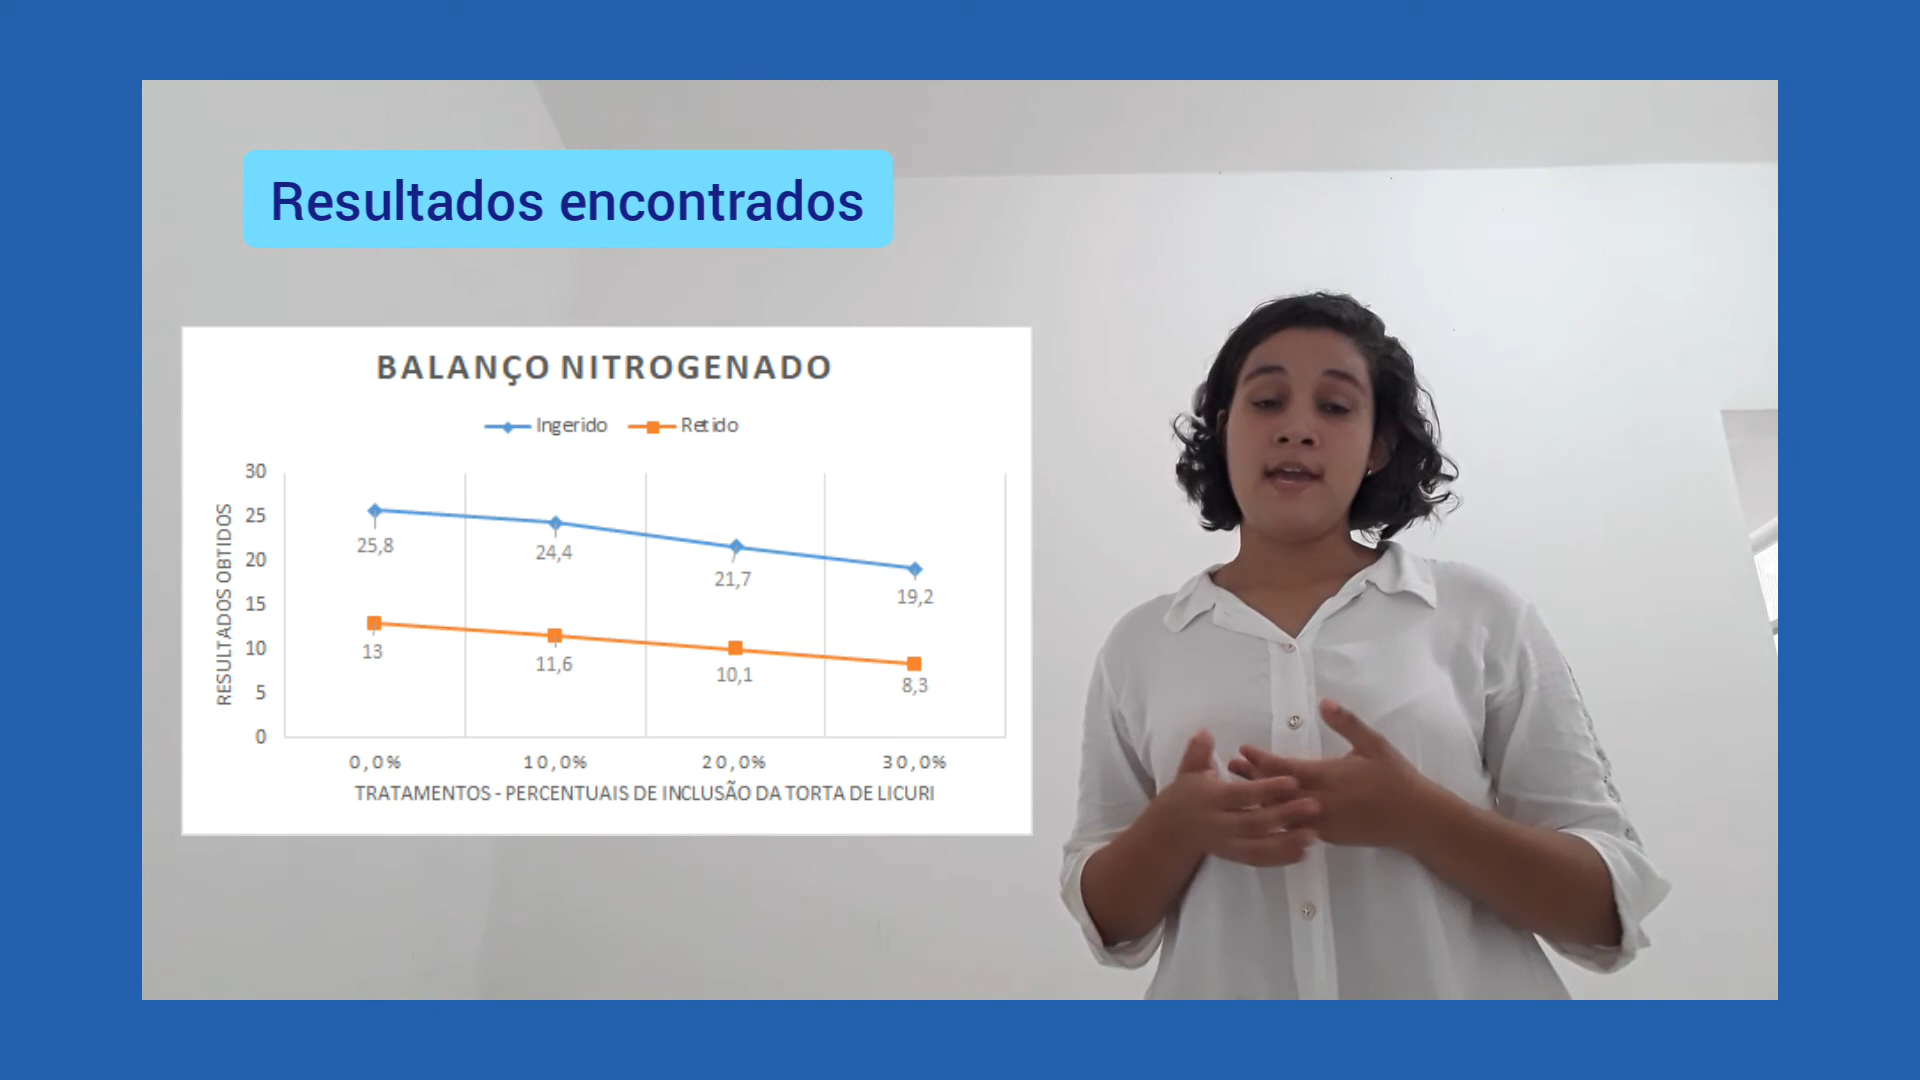 Resultados encontrados
BALANÇO NITROGENADO
Ingerido Retido
RESULTADOS OBTIDOS
30
25
20
15
10
5
0
25,8
24,4
21,7
19,2
13
11,6
10,1
8,3
0,0% 10,0% 20,0% 30,0%
TRATAMENTOS - PERCENTUAIS DE INCLUSÃO DA TORTA DE LICURI